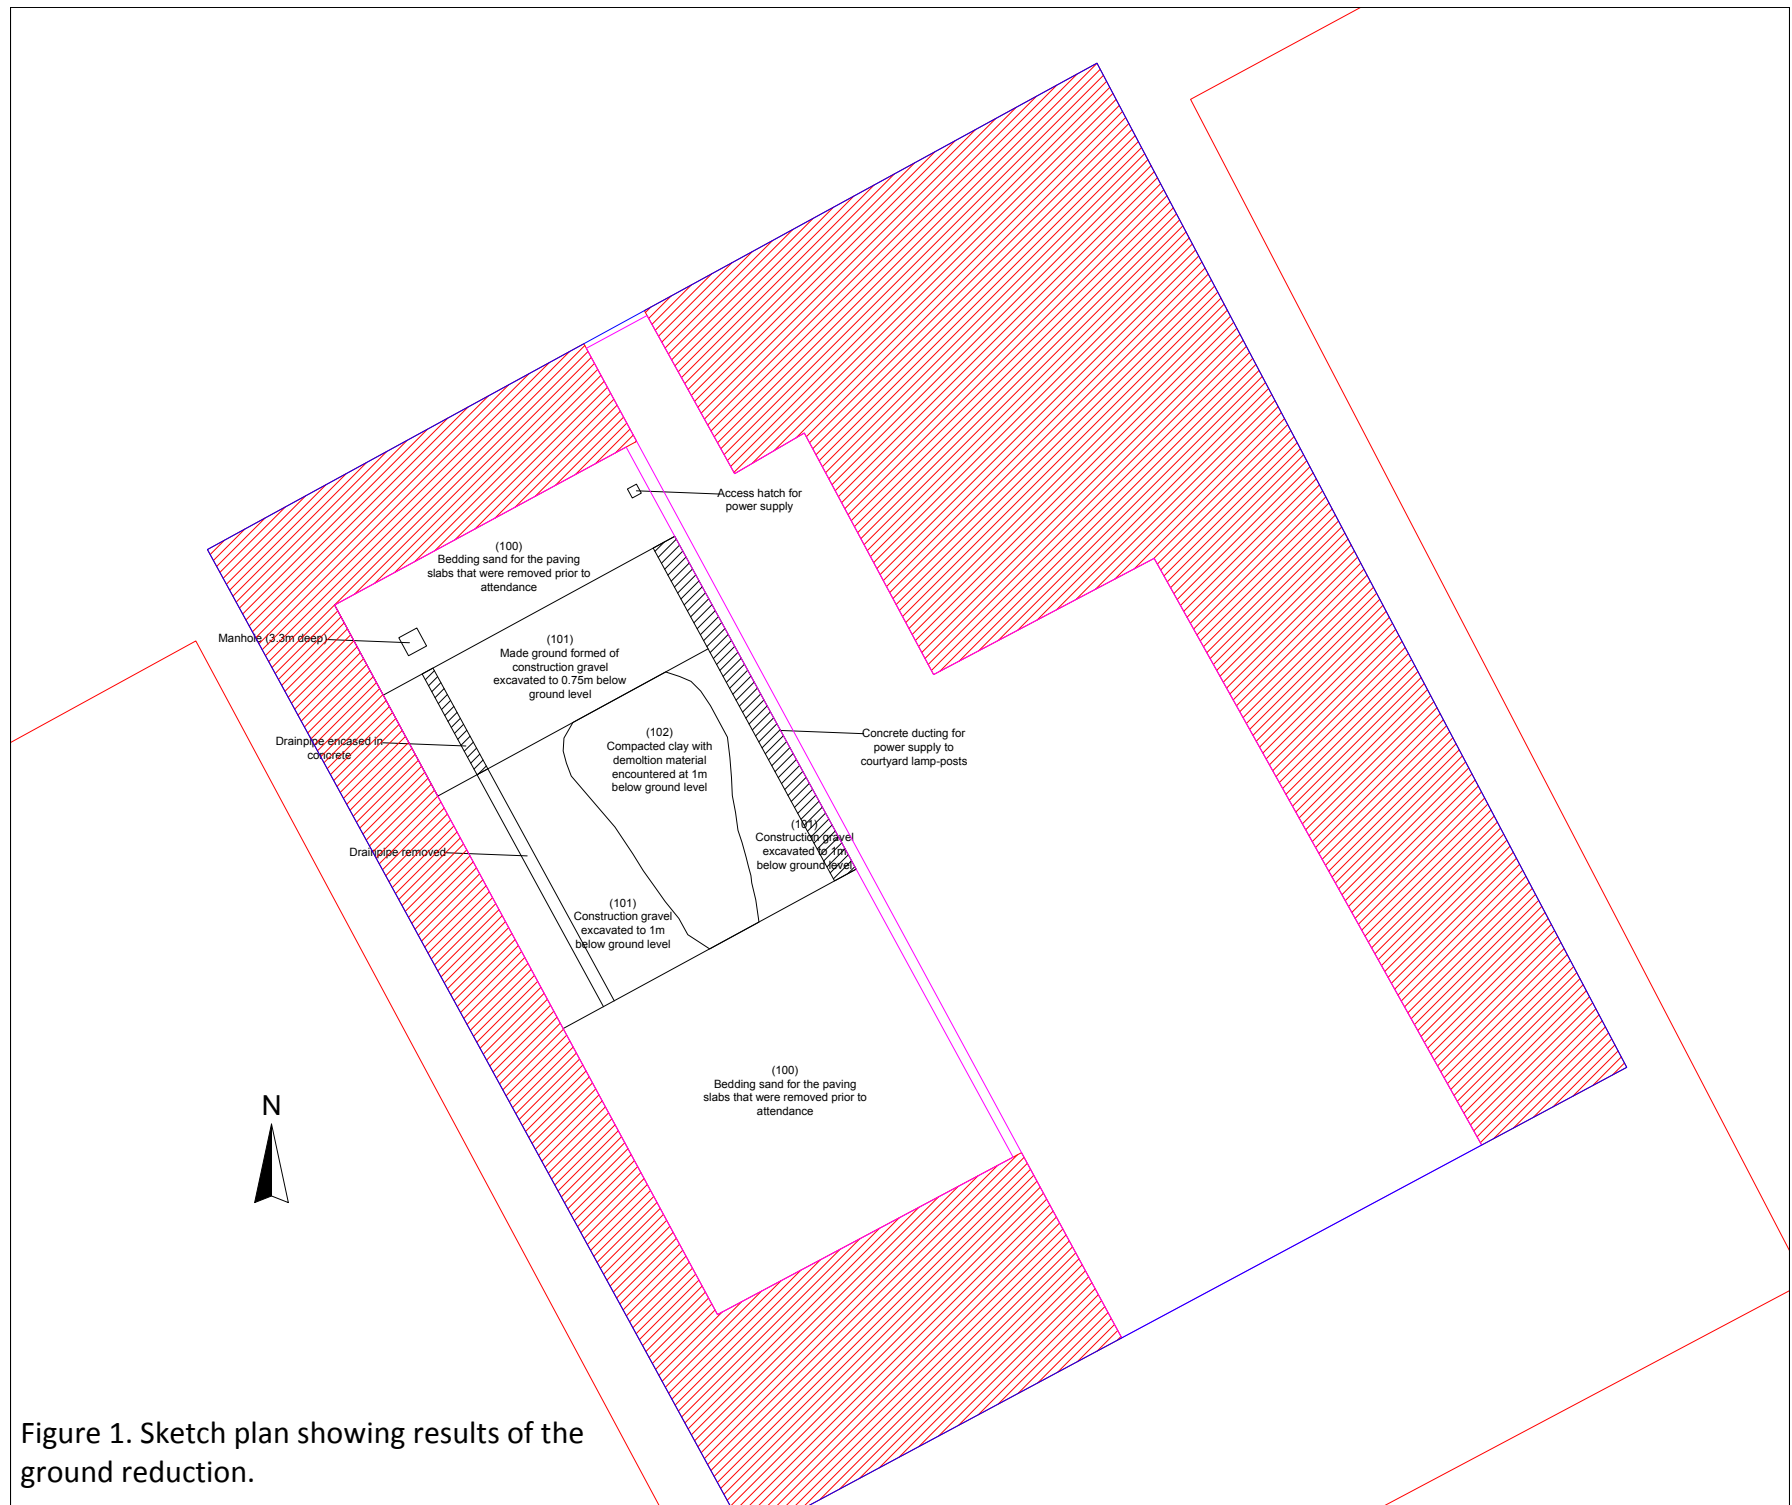 Access hatch for
power supply
(100)
Bedding sand for the paving
slabs that were removed prior to
attendance
Manhole (3.3m deep)
(101)
Made ground formed of
construction gravel
excavated to 0.75m below
ground level
Drainpipe encased in
concrete
(102)
Compacted clay with
demoltion material
encountered at 1m
below ground level
Concrete ducting for
power supply to
courtyard lamp-posts
(101)
Construction gravel
excavated to 1m
below ground level
Drainpipe removed
(101)
Construction gravel
excavated to 1m
below ground level
(100)
Bedding sand for the paving
slabs that were removed prior to
attendance
N
Figure 1. Sketch plan showing results of the
ground reduction.